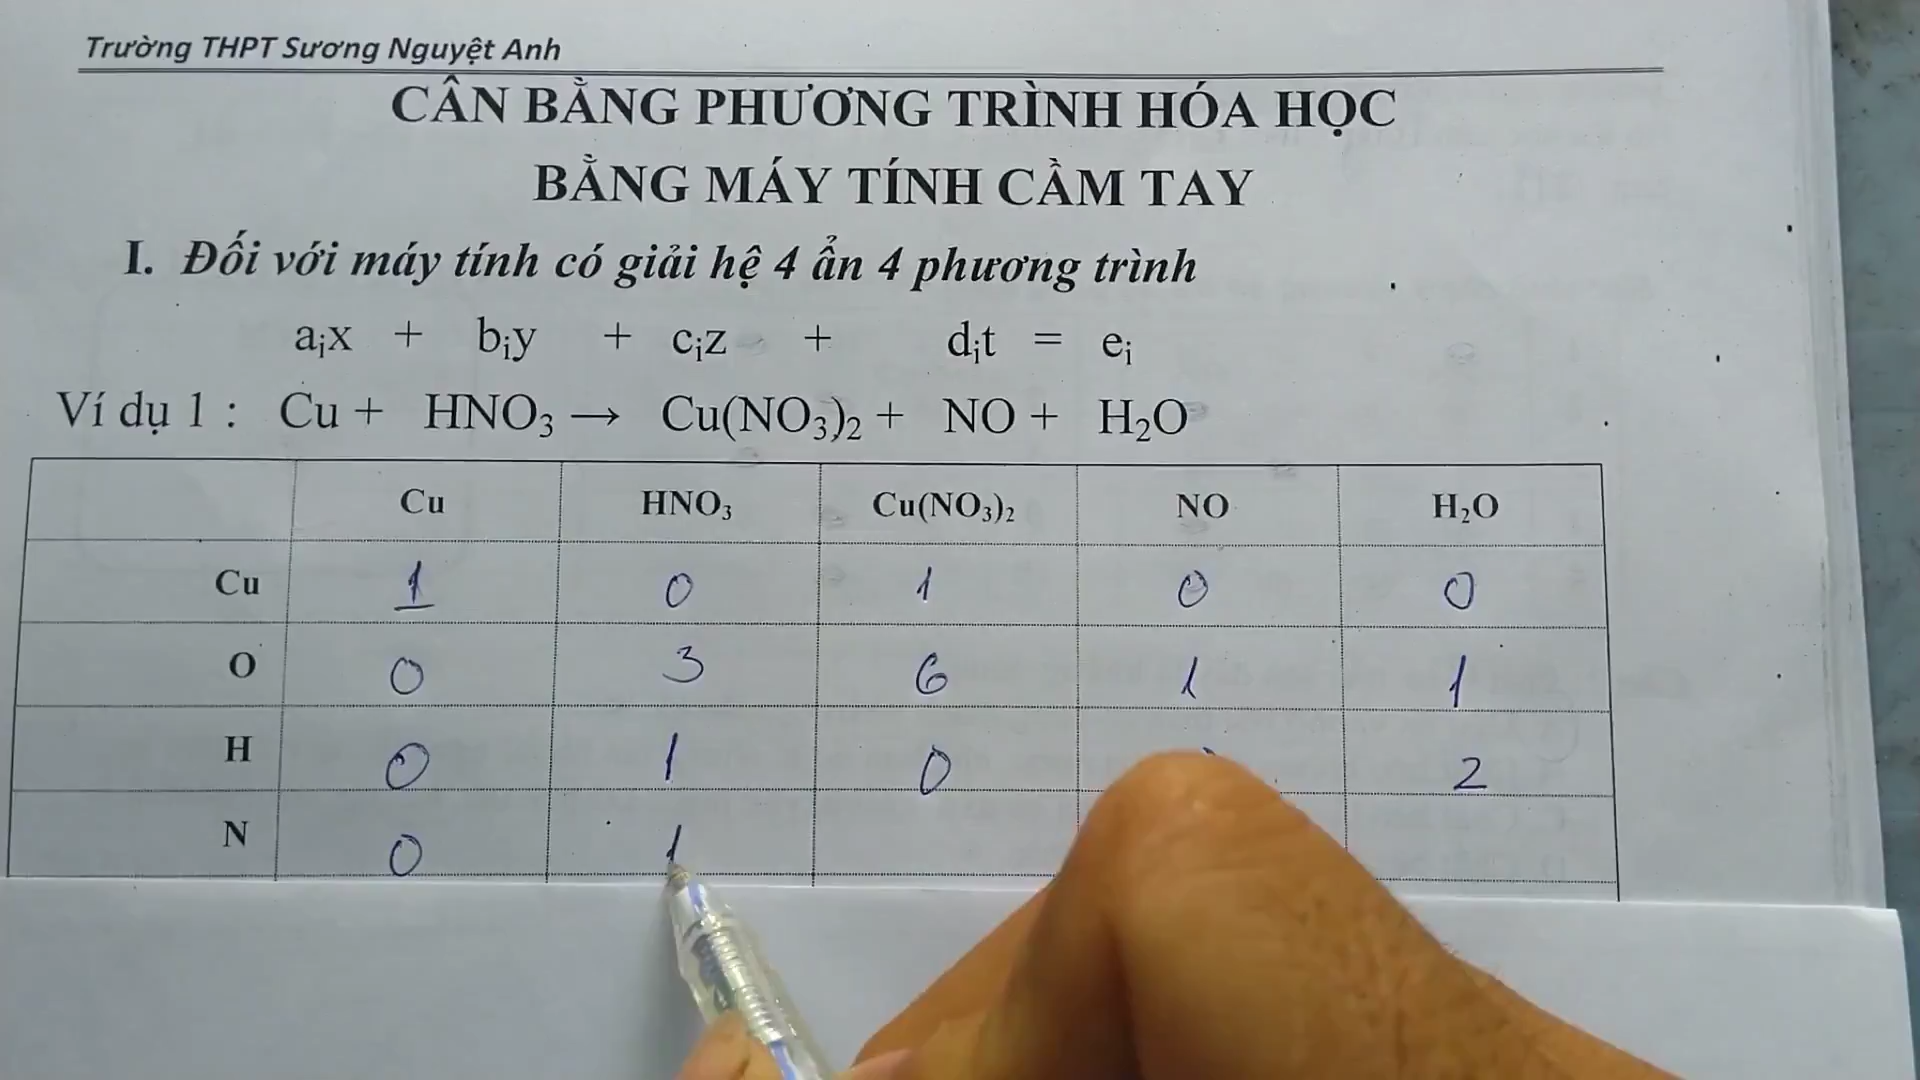 Trường THPT Sương Nguyệt Anh
CÂN BẰNG PHƯƠNG TRÌNH HÓA HỌC
BẰNG MÁY TÍNH CẦM TAY
I. Đối với máy tính có giải hệ 4 ẩn 4 phương trình
aᵢx + bᵢy + cᵢz + dᵢt = eᵢ
Ví dụ 1 : Cu + HNO₃ → Cu(NO₃)₂ + NO + H₂O
Cu HNO₃ Cu(NO₃)₂ NO H₂O
Cu 1 0 1 0 0
O 0 3 6 1 1
H 0 1 0 2
N 0 1